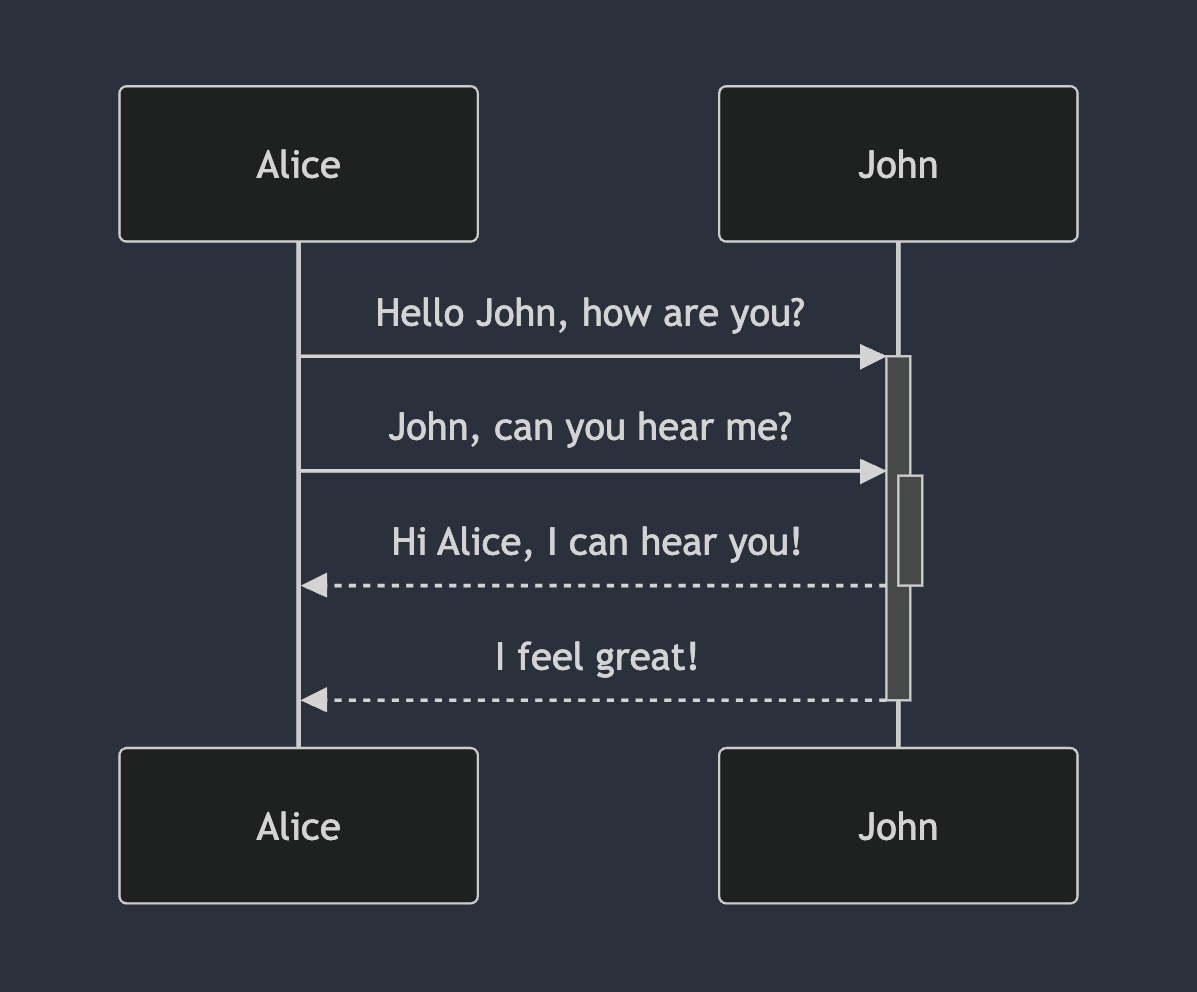 Alice
John
Hello John, how are you?
John, can you hear me?
Hi Alice, I can hear you!
I feel great!
Alice
John